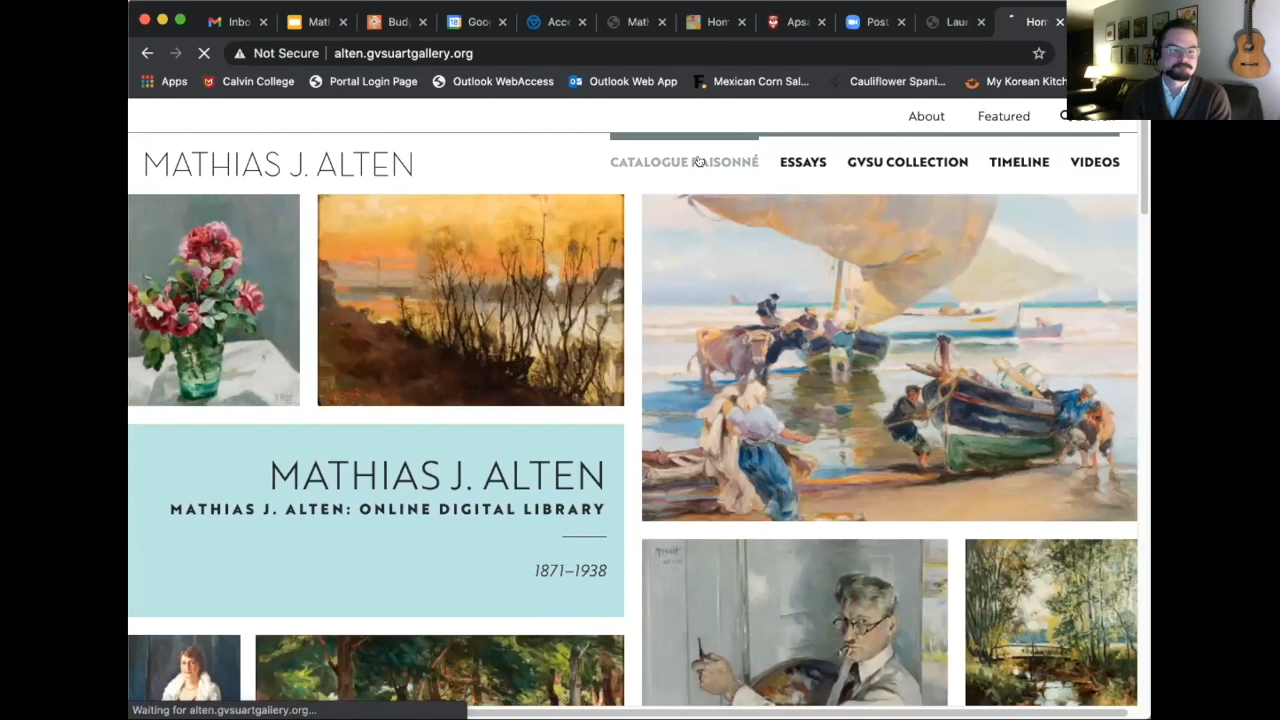 Inbo
Math
Bud
Goo
Acc
Math
Hom
Apsa
Post
Laur
Hom
Not Secure
alten.gvsuartgallery.org
Apps
Calvin College
Portal Login Page
Outlook WebAccess
Outlook Web App
Mexican Corn Sal...
Cauliflower Spani...
My Korean Kitch
About
Featured
MATHIAS J. ALTEN
CATALOGUE RAISONNÉ
ESSAYS
GVSU COLLECTION
TIMELINE
VIDEOS
MATHIAS J. ALTEN
MATHIAS J. ALTEN: ONLINE DIGITAL LIBRARY
1871–1938
Waiting for alten.gvsuartgallery.org...